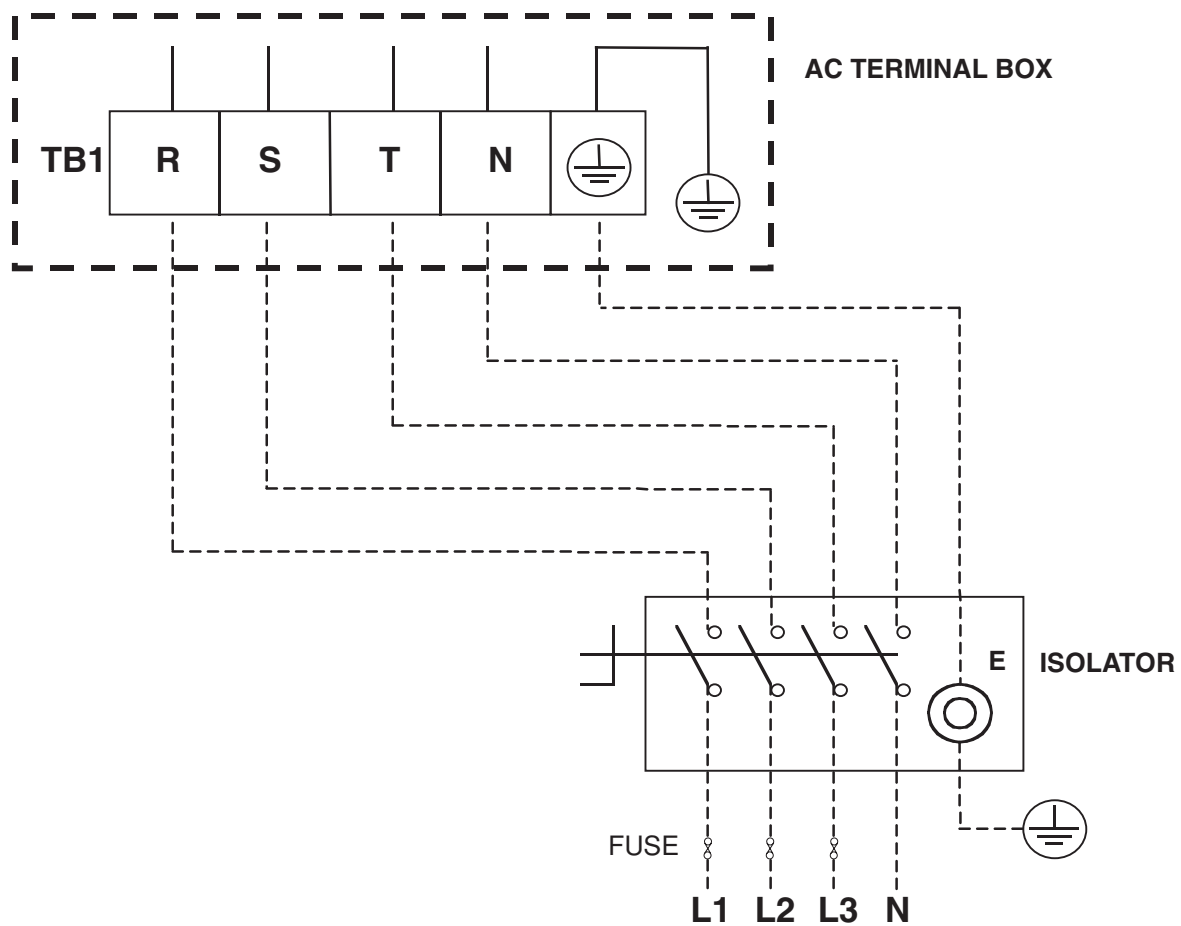 AC TERMINAL BOX
TB1 R S T N
E ISOLATOR
FUSE
L1 L2 L3 N